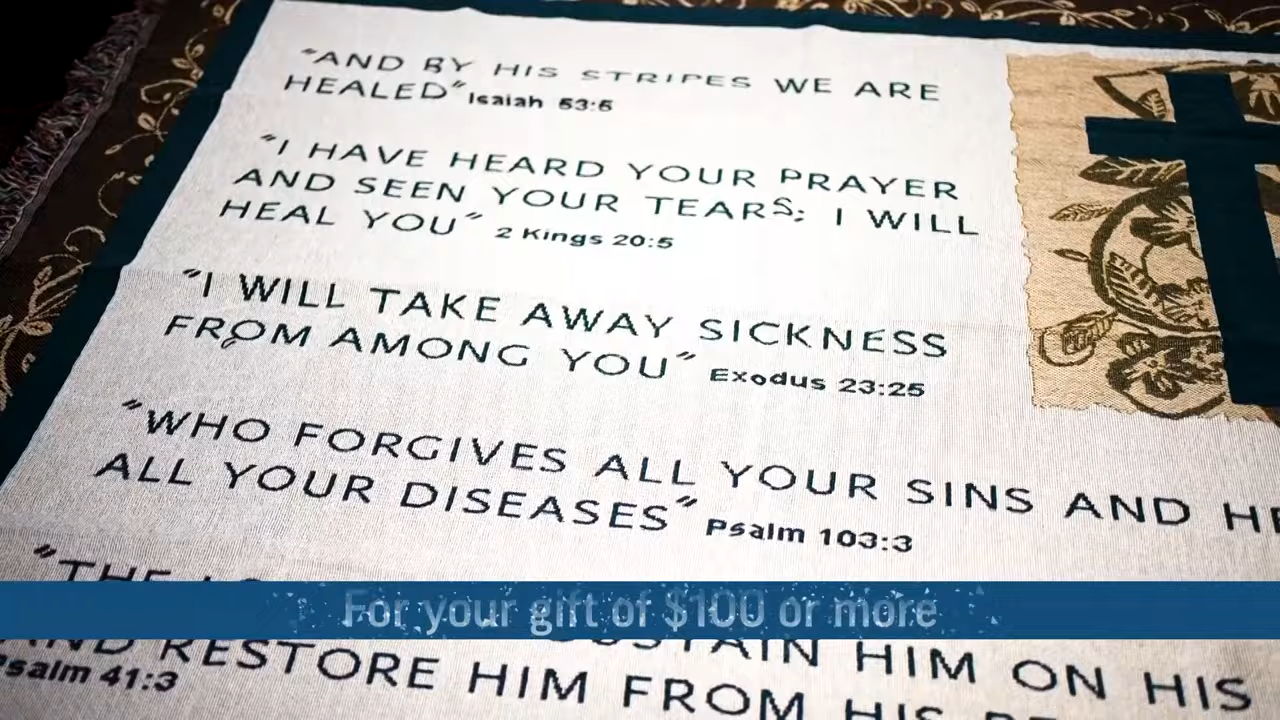 "AND BY HIS STRIPES WE ARE
HEALED" Isaiah 53:5
"I HAVE HEARD YOUR PRAYER
AND SEEN YOUR TEARS; I WILL
HEAL YOU" 2 Kings 20:5
"I WILL TAKE AWAY SICKNESS
FROM AMONG YOU" Exodus 23:25
"WHO FORGIVES ALL YOUR SINS AND
ALL YOUR DISEASES" Psalm 103:3
"THE
For your gift of $100 or more
HIM ON HIS
RESTORE HIM FROM HIS
Psalm 41:3